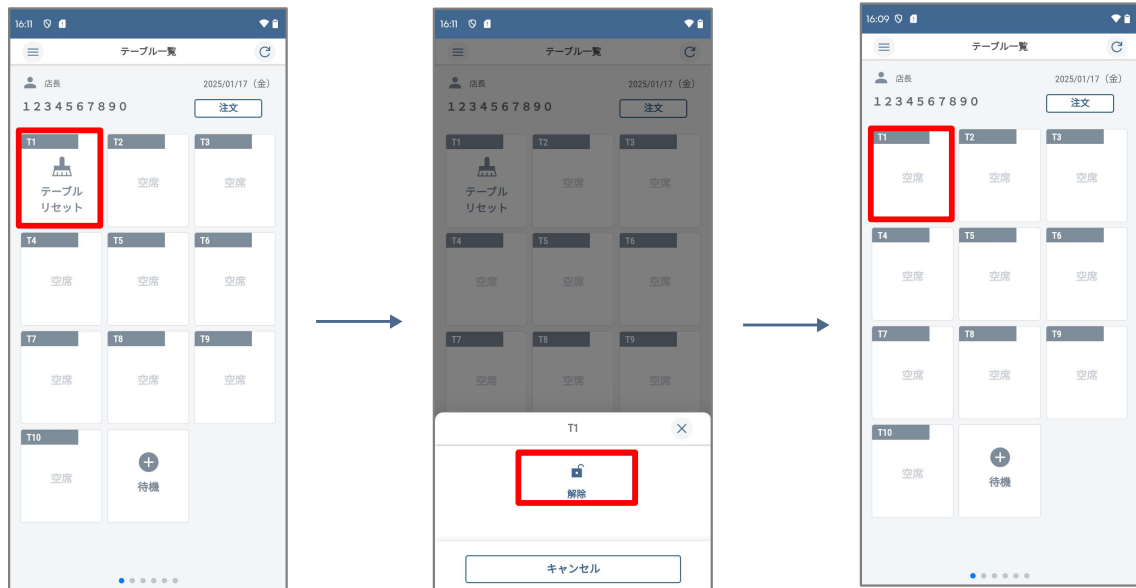 16:11
テーブル一覧
店長
2025/01/17（金）
1234567890
注文
T1
T2
T3
テーブル
リセット
空席
空席
T4
T5
T6
空席
空席
空席
T7
T8
T9
空席
空席
空席
T10
空席
待機
16:11
テーブル一覧
店長
2025/01/17（金）
1234567890
注文
T1
T2
T3
テーブル
リセット
空席
空席
T4
T5
T6
空席
空席
空席
T7
T8
T9
空席
空席
空席
T1
解除
キャンセル
16:09
テーブル一覧
店長
2025/01/17（金）
1234567890
注文
T1
T2
T3
空席
空席
空席
T4
T5
T6
空席
空席
空席
T7
T8
T9
空席
空席
空席
T10
空席
待機